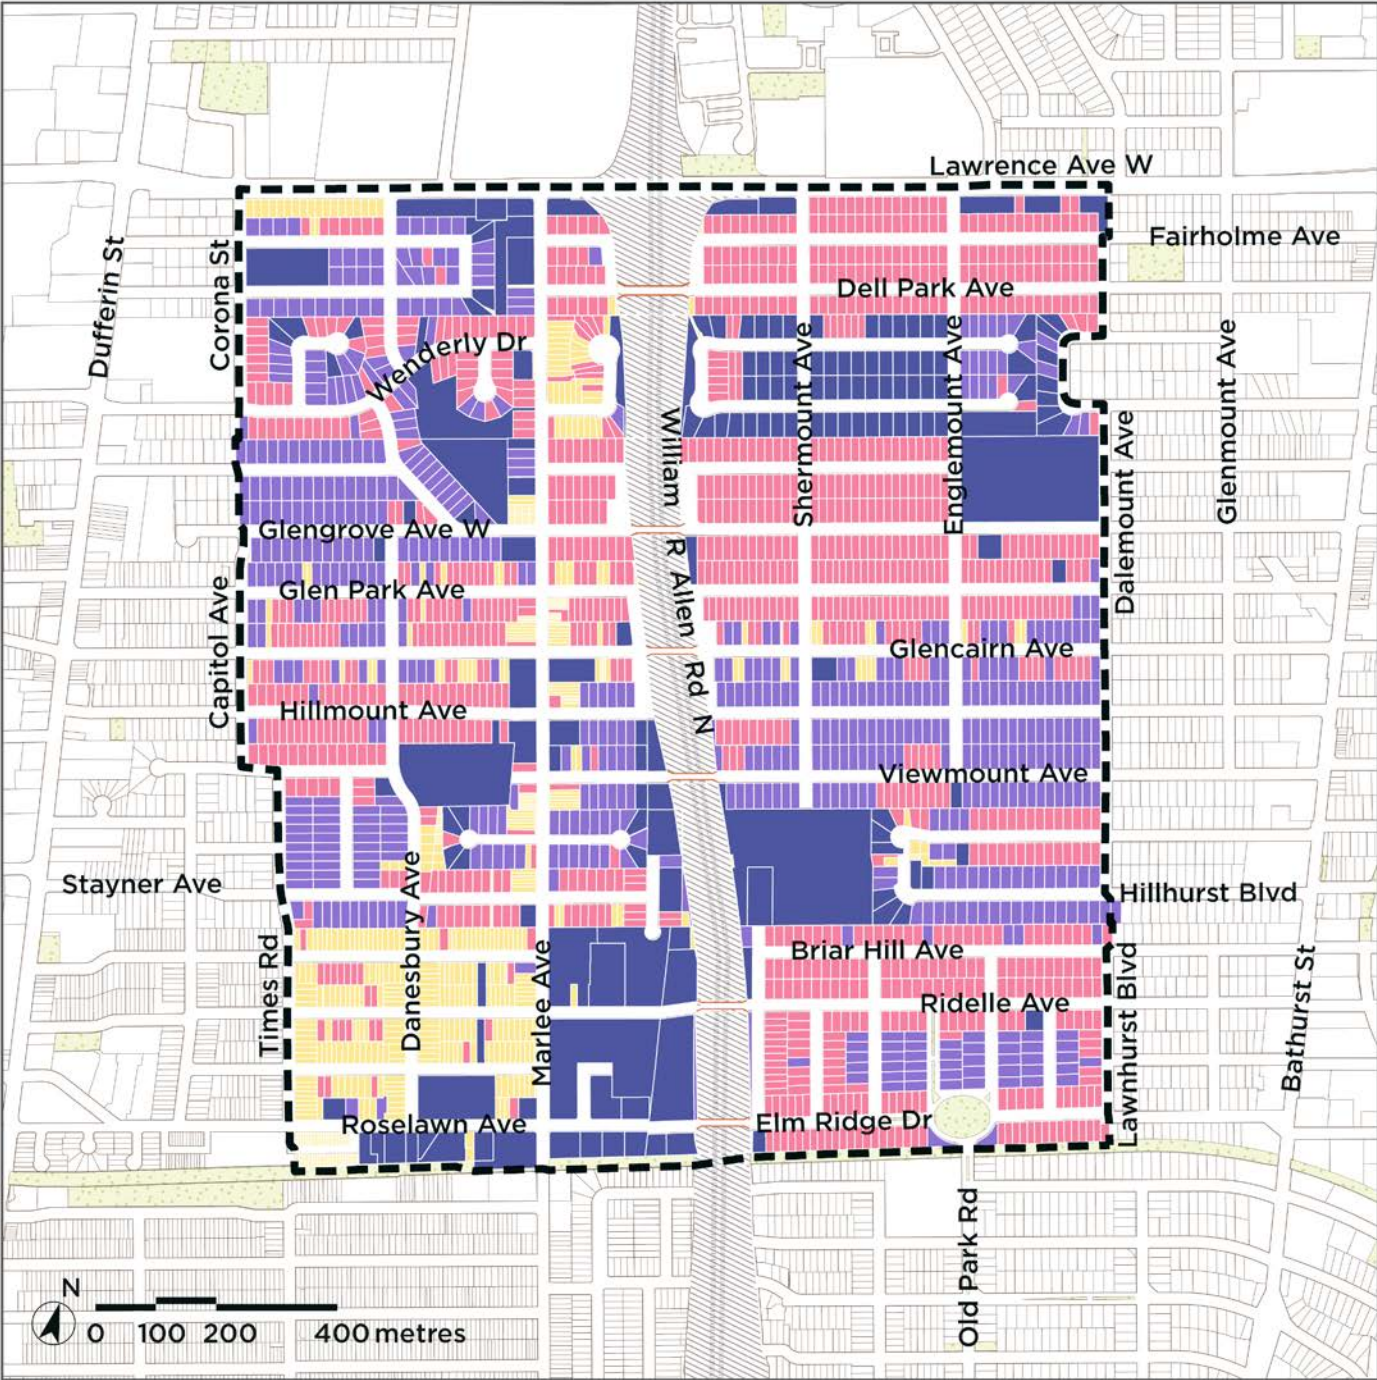 Lawrence Ave W
Fairholme Ave
Dufferin St
Corona St
Dell Park Ave
Wenderly Dr
Shermount Ave
Englemount Ave
Glenmount Ave
Dalemount Ave
William R Allen Rd N
Glengrove Ave W
Glen Park Ave
Capitol Ave
Glencairn Ave
Hillmount Ave
Viewmount Ave
Stayner Ave
Hillhurst Blvd
Danesbury Ave
Times Rd
Marlee Ave
Briar Hill Ave
Ridelle Ave
Lawnhurst Blvd
Bathurst St
Roselawn Ave
Elm Ridge Dr
Old Park Rd
N
0 100 200 400 metres